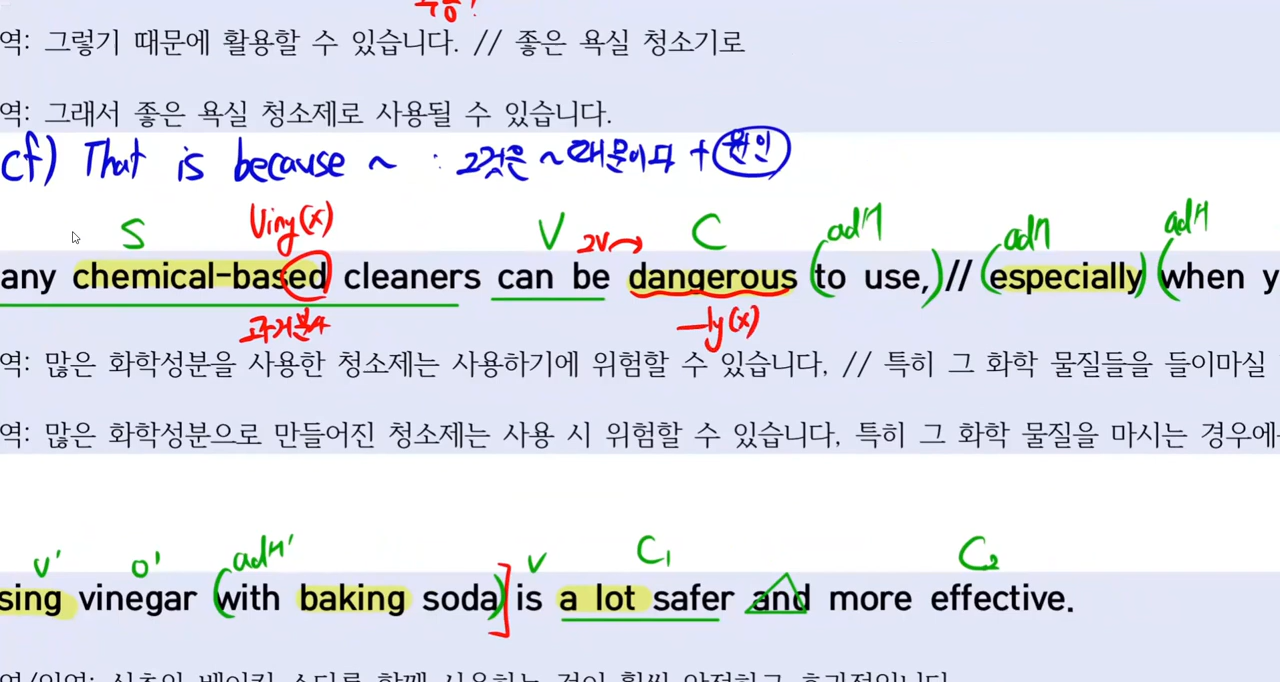 역: 그렇기 때문에 활용할 수 있습니다. // 좋은 욕실 청소기로
역: 그래서 좋은 욕실 청소제로 사용될 수 있습니다.
cf) That is because ~ : 그것은 ~ 때문이다 + 원인
S Ving(x) V 2V C adM adM adM
any chemical-based cleaners can be dangerous (to use,) // (especially) (when y
과거분사 -ly(x)
역: 많은 화학성분을 사용한 청소제는 사용하기에 위험할 수 있습니다, // 특히 그 화학 물질들을 들이마실
역: 많은 화학성분으로 만들어진 청소제는 사용 시 위험할 수 있습니다, 특히 그 화학 물질을 마시는 경우에
V' O' adM' V C₁ C₂
sing vinegar (with baking soda)] is a lot safer and more effective.